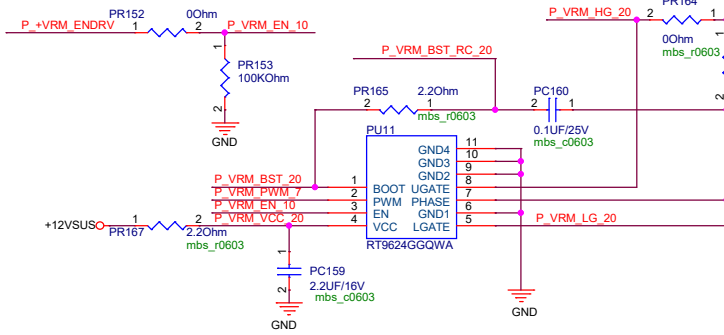 PR152 0Ohm P_VRM_HG_20 PR164
P_+VRM_ENDRV 1 2 P_VRM_EN_10 2 1
0Ohm
mbs_r0603
1 PR153
100KOhm
2
GND
P_VRM_BST_RC_20
PR165 2.2Ohm PC160
2 1 2 1
mbs_r0603 0.1UF/25V
mbs_c0603
PU11
GND4 11
GND3 10
GND2 9
P_VRM_BST_20 1 BOOT UGATE 8
P_VRM_PWM_7 2 PWM PHASE 7
P_VRM_EN_10 3 EN GND1 6
P_VRM_VCC_20 4 VCC LGATE 5 P_VRM_LG_20
+12VSUS 1 2
PR167 2.2Ohm
mbs_r0603
RT9624GGQWA
1 PC159
2.2UF/16V
2 mbs_c0603
GND GND